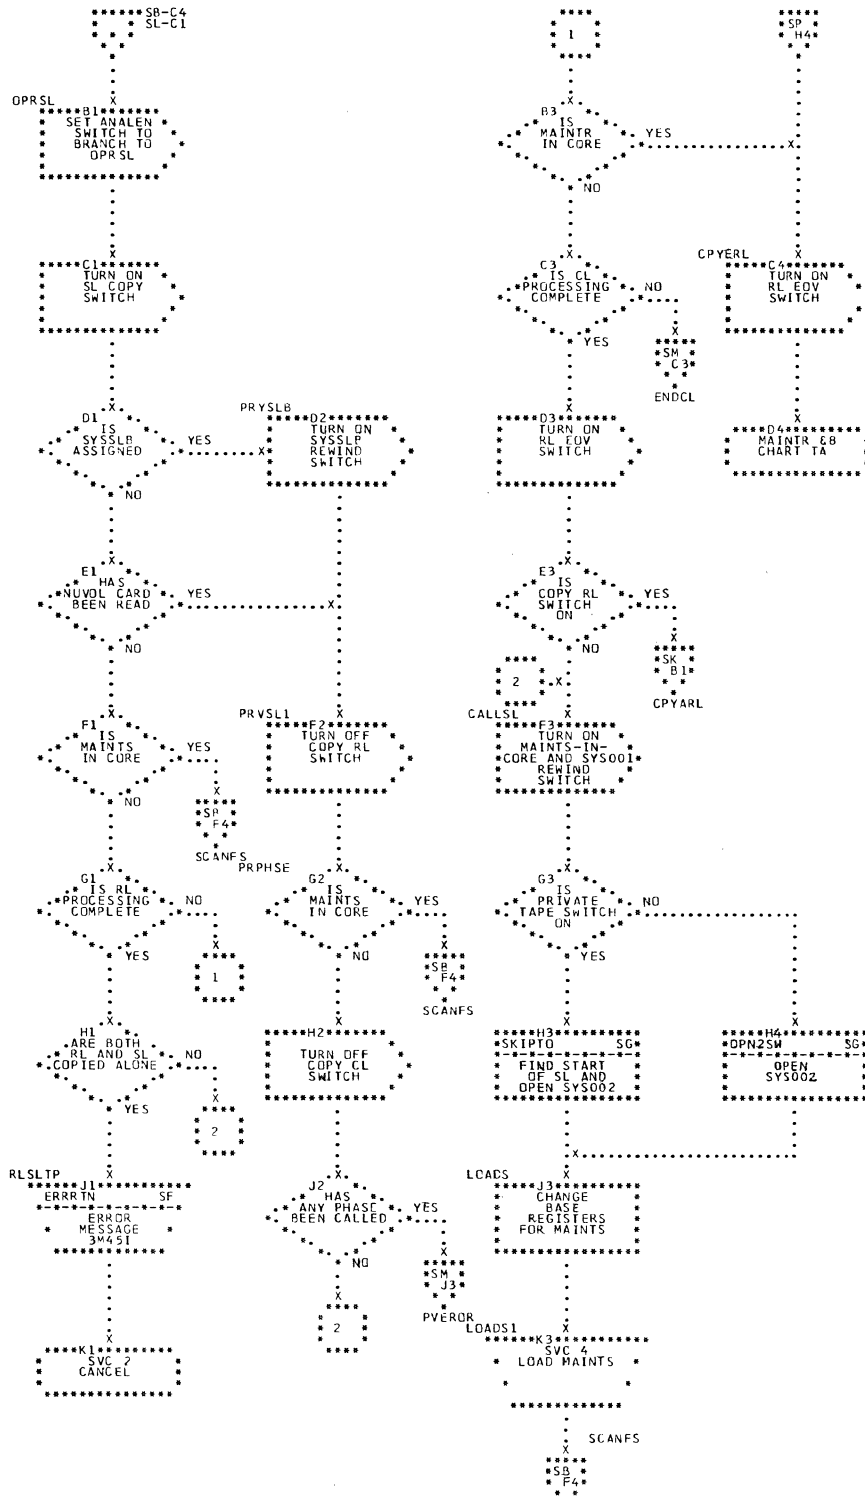 SB-C4
SL-C1
OPRSL
B1
SET ANALEN
SWITCH TO
BRANCH TO
OPRSL
C1
TURN ON
SL COPY
SWITCH
D1
IS
SYSSLB
ASSIGNED
YES
NO
E1
HAS
NUVOL CARD
BEEN READ
YES
NO
F1
IS
MAINTS
IN CORE
YES
NO
SB
F4
SCANFS
G1
IS RL
PROCESSING
COMPLETE
NO
YES
1
H1
ARE BOTH
RL AND SL
COPIED ALONE
NO
YES
2
RLSLTP
J1
ERRRTN SF
ERROR
MESSAGE
3M45I
K1
SVC 2
CANCEL
PRYSLB
D2
TURN ON
SYSSLB
REWIND
SWITCH
PRVSL1
F2
TURN OFF
COPY RL
SWITCH
PRPHSE
G2
IS
MAINTS
IN CORE
YES
NO
SB
F4
SCANFS
H2
TURN OFF
COPY CL
SWITCH
J2
HAS
ANY PHASE
BEEN CALLED
YES
NO
SM
J3
PVEROR
2
1
B3
IS
MAINTR
IN CORE
YES
NO
C3
IS CL
PROCESSING
COMPLETE
NO
YES
SM
C3
ENDCL
D3
TURN ON
RL EOV
SWITCH
E3
IS
COPY RL
SWITCH
ON
YES
NO
SK
B1
CPYARL
2
CALLSL
F3
TURN ON
MAINTS-IN-
CORE AND SYS001
REWIND
SWITCH
G3
IS
PRIVATE
TAPE SWITCH
ON
NO
YES
H3
SKIPTO SG
FIND START
OF SL AND
OPEN SYS002
LOADS
J3
CHANGE
BASE
REGISTERS
FOR MAINTS
LOADS1
K3
SVC 4
LOAD MAINTS
SCANFS
SB
F4
SP
H4
CPYERL
C4
TURN ON
RL EOV
SWITCH
D4
MAINTR &B
CHART TA
H4
OPN2SW SG
OPEN
SYS002